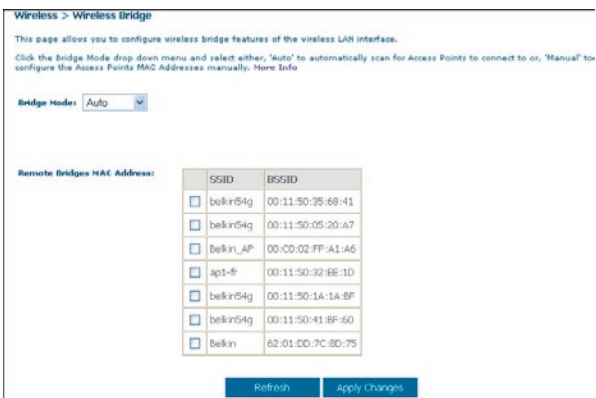 Wireless > Wireless Bridge
This page allows you to configure wireless bridge features of the wireless LAN interface.
Click the Bridge Mode drop down menu and select either, 'Auto' to automatically scan for Access Points to connect to or, 'Manual' to
configure the Access Points MAC Addresses manually. More Info
Bridge Mode: Auto
Remote Bridges MAC Address:
SSID BSSID
belkin54g 00:11:50:35:68:41
belkin54g 00:11:50:05:20:A7
Belkin_AP 00:C0:02:FF:A1:A6
ap1-fr 00:11:50:32:EE:1D
belkin54g 00:11:50:1A:1A:BF
belkin54g 00:11:50:41:BF:60
Belkin 62:01:DD:7C:8D:75
Refresh Apply Changes